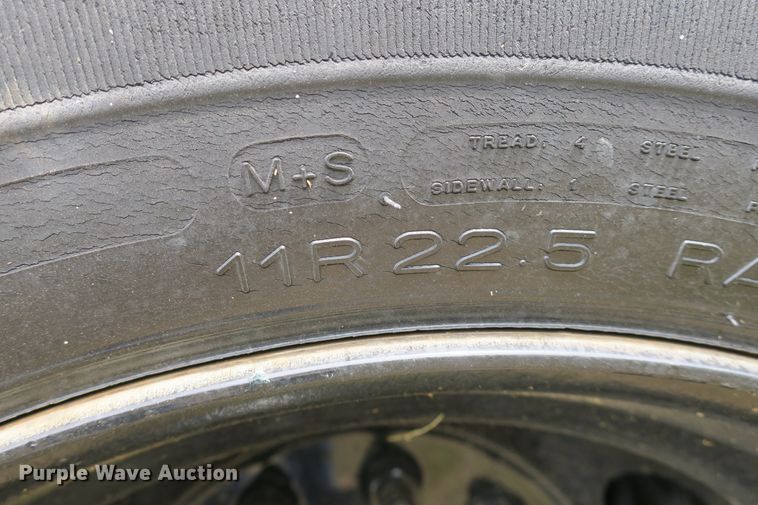 M+S
TREAD: 4 STEEL
SIDEWALL: 1 STEEL
11R22.5
Purple Wave Auction